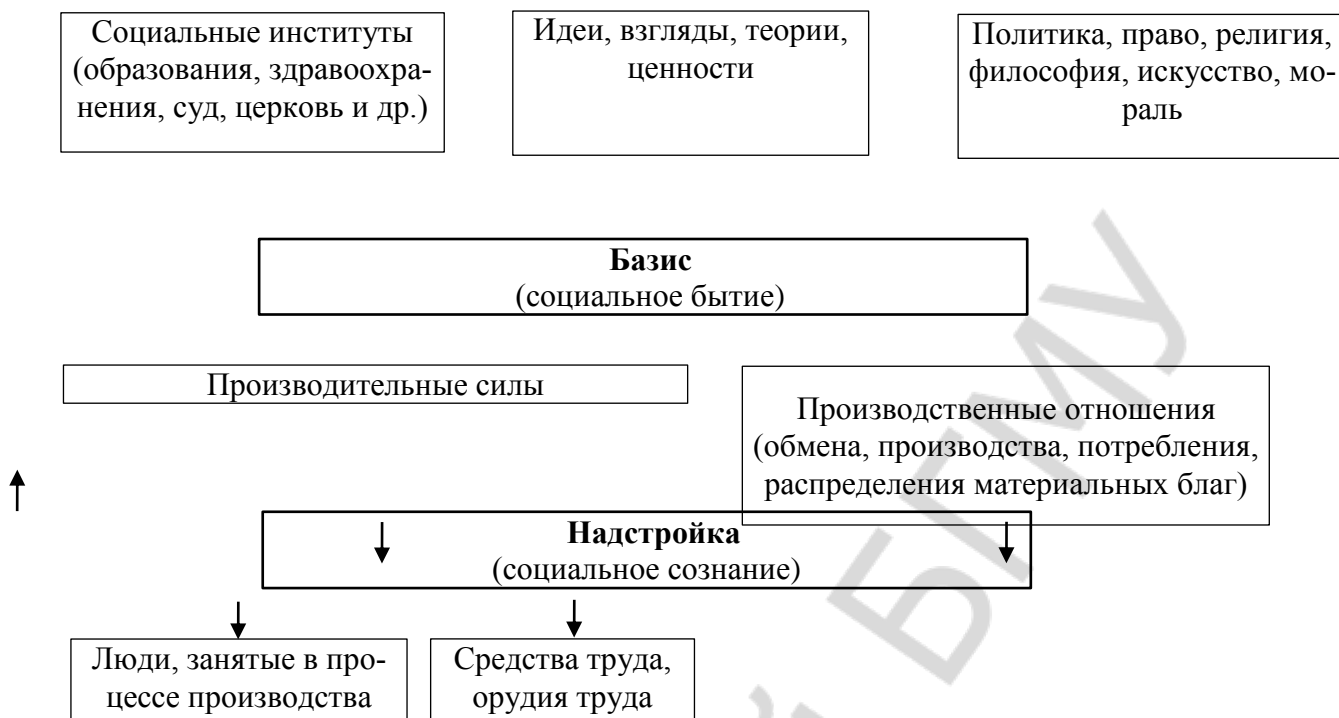 Социальные институты
(образования, здравоохра-
нения, суд, церковь и др.)
Идеи, взгляды, теории,
ценности
Политика, право, религия,
философия, искусство, мо-
раль
Базис
(социальное бытие)
Производительные силы
Производственные отношения
(обмена, производства, потребления,
распределения материальных благ)
Надстройка
(социальное сознание)
Люди, занятые в про-
цессе производства
Средства труда,
орудия труда
БГМУ